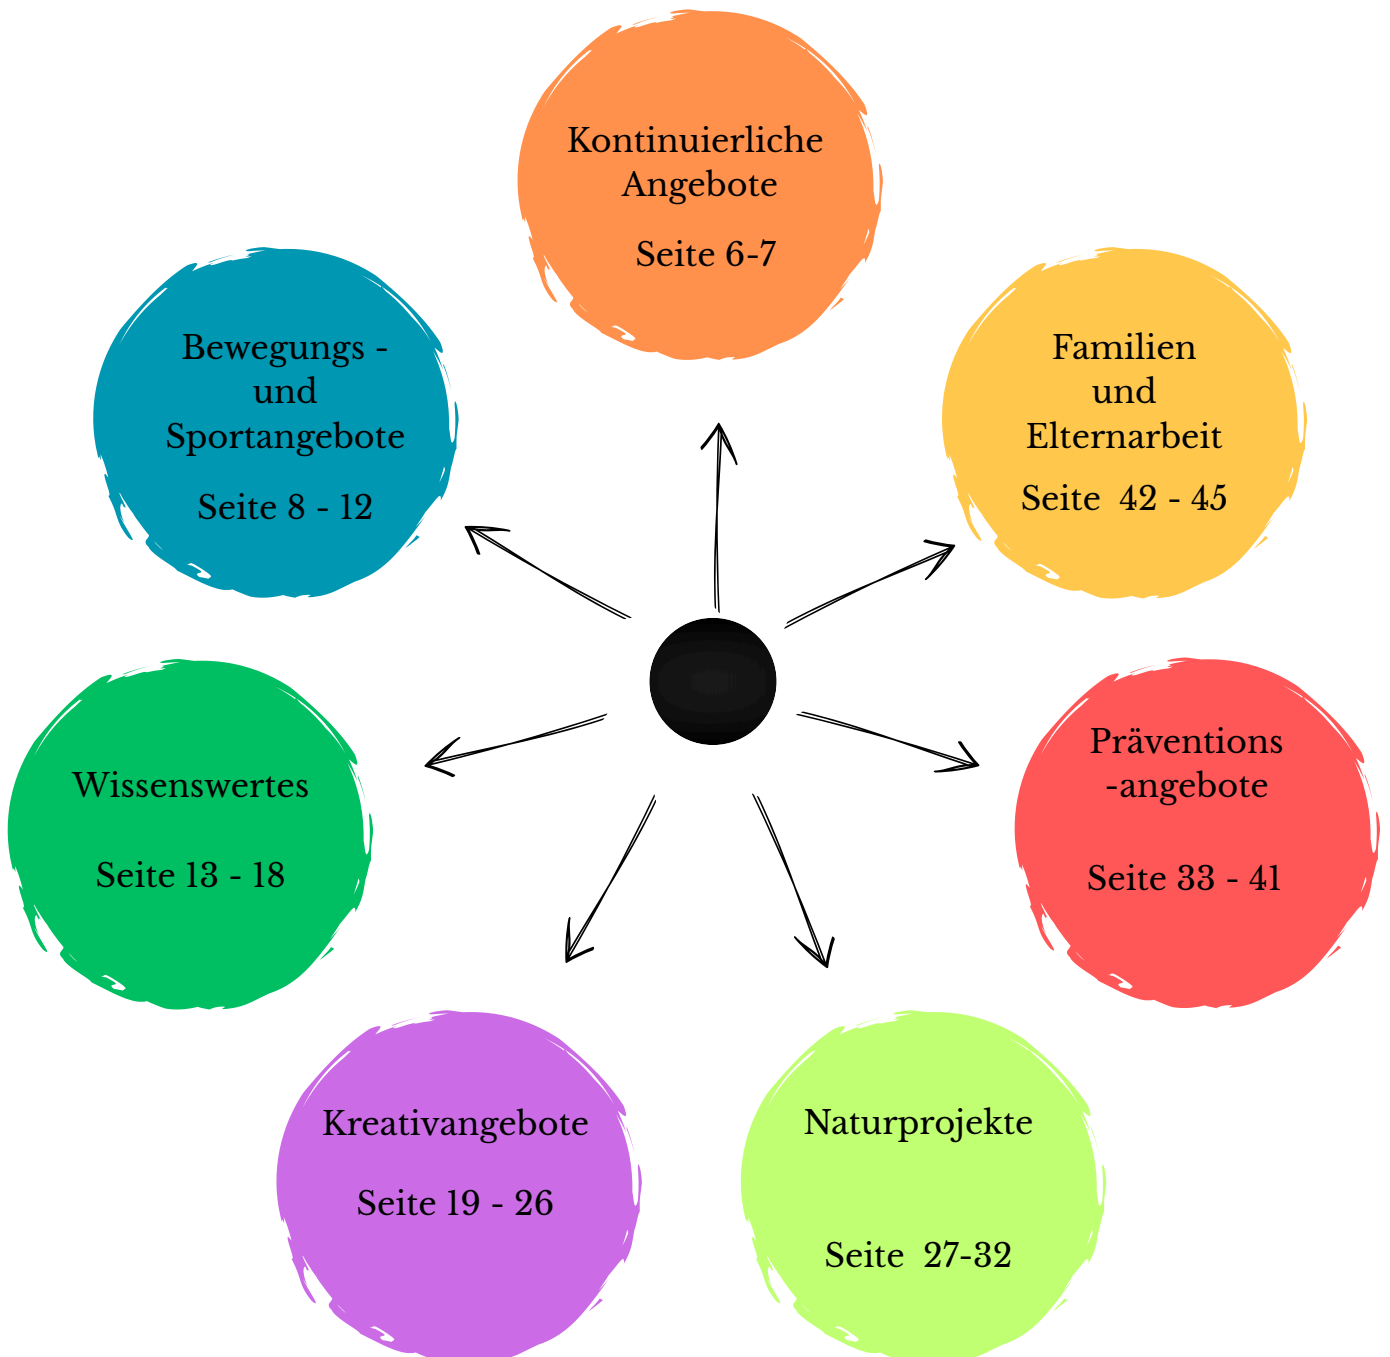 Kontinuierliche
Angebote
Seite 6-7
Bewegungs -
und
Sportangebote
Seite 8 - 12
Familien
und
Elternarbeit
Seite  42 - 45
Wissenswertes
Seite 13 - 18
Präventions
-angebote
Seite 33 - 41
Kreativangebote
Seite 19 - 26
Naturprojekte
Seite  27-32